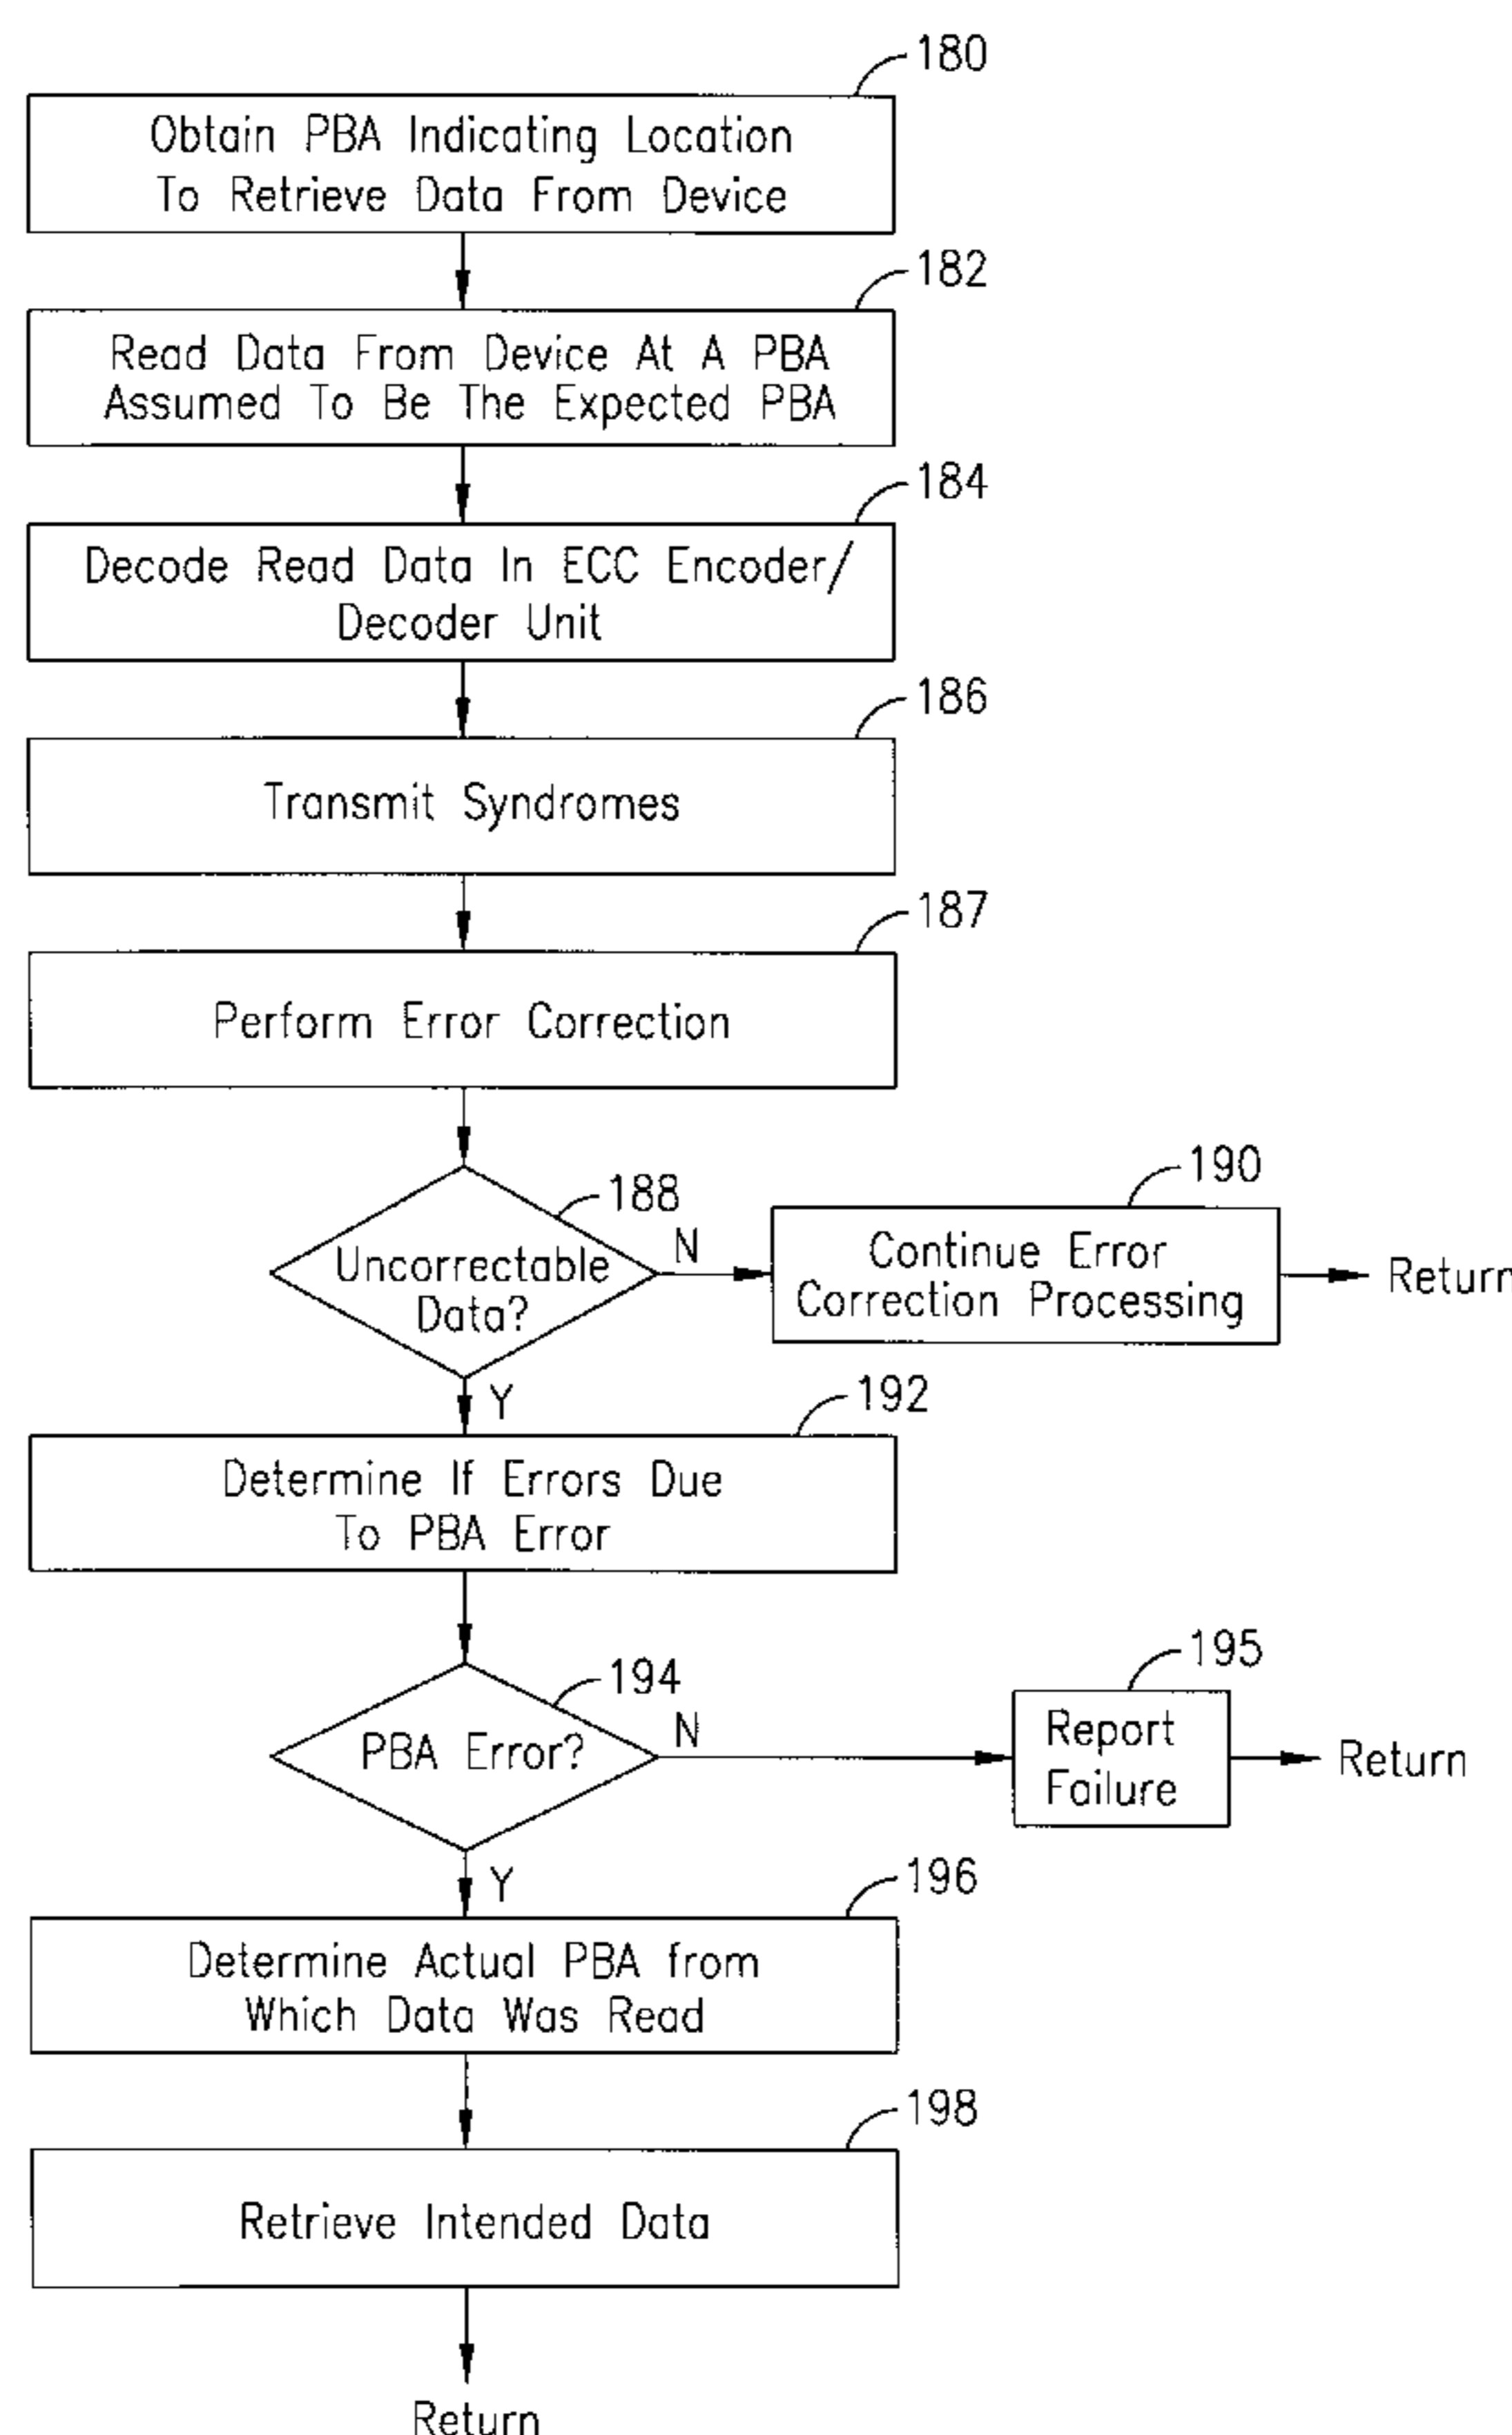 180
Obtain PBA Indicating Location
To Retrieve Data From Device
182
Read Data From Device At A PBA
Assumed To Be The Expected PBA
184
Decode Read Data In ECC Encoder/
Decoder Unit
186
Transmit Syndromes
187
Perform Error Correction
188
Uncorrectable
Data?
N
190
Continue Error
Correction Processing
Return
Y
192
Determine If Errors Due
To PBA Error
194
PBA Error?
N
195
Report
Failure
Return
Y
196
Determine Actual PBA from
Which Data Was Read
198
Retrieve Intended Data
Return